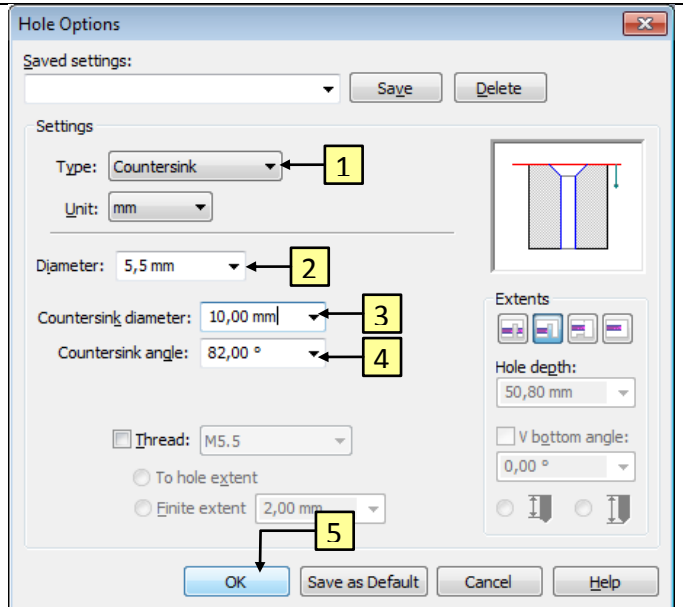 Hole Options
Saved settings:
Save
Delete
Settings
Type:
Countersink
1
Unit:
mm
Diameter:
5,5 mm
2
Countersink diameter:
10,00 mm
3
Countersink angle:
82,00 °
4
Extents
Hole depth:
50,80 mm
V bottom angle:
0,00 °
Thread:
M5.5
To hole extent
Finite extent
2,00 mm
5
OK
Save as Default
Cancel
Help